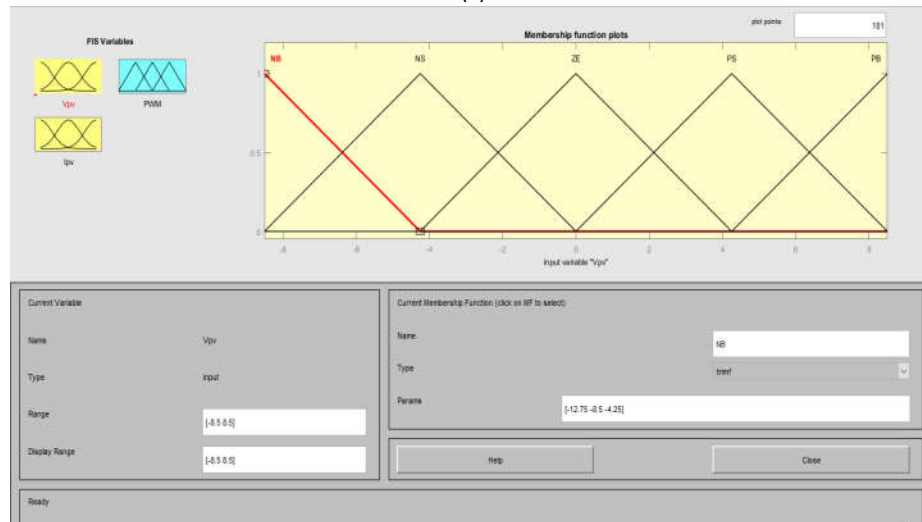 plot points: 181
FIS Variables
Membership function plots
NB NS ZE PS PB
Vpv PWM
Ipv
1
0.5
0
-8 -6 -4 -2 0 2 4 6 8
input variable "Vpv"
Current Variable
Current Membership Function (click on MF to select)
Name Vpv
Name NB
Type input
Type trimf
Params [-12.75 -8.5 -4.25]
Range [-8.5 8.5]
Display Range [-8.5 8.5]
Help Close
Ready